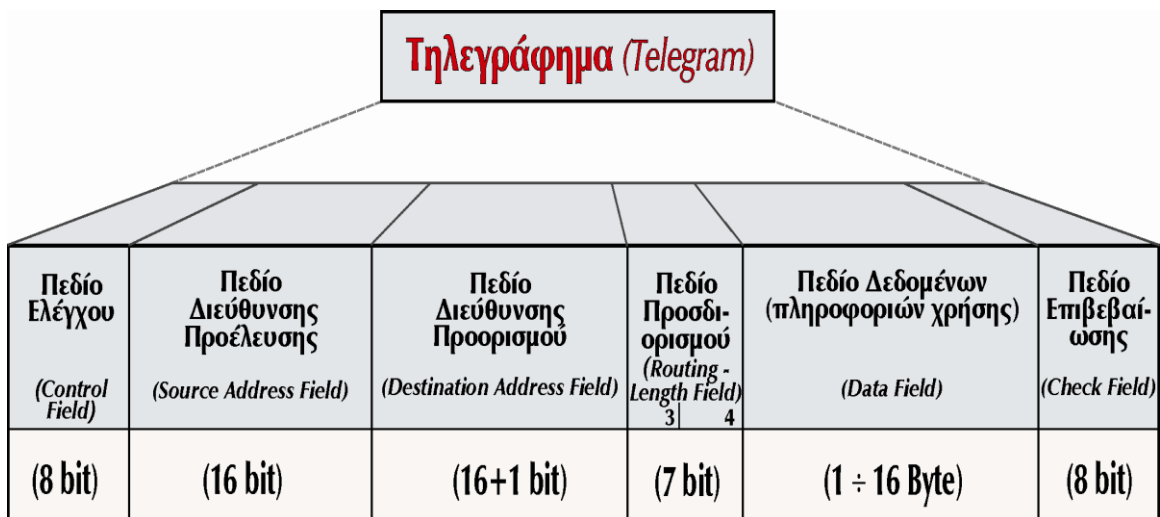 Τηλεγράφημα (Telegram)
Πεδίο
Ελέγχου
(Control
Field)
Πεδίο
Διεύθυνσης
Προέλευσης
(Source Address Field)
Πεδίο
Διεύθυνσης
Προορισμού
(Destination Address Field)
Πεδίο
Προσδι-
ορισμού
(Routing -
Length Field)
3 4
Πεδίο Δεδομένων
(πληροφοριών χρήσης)
(Data Field)
Πεδίο
Επιβεβαί-
ωσης
(Check Field)
(8 bit)
(16 bit)
(16+1 bit)
(7 bit)
(1 ÷ 16 Byte)
(8 bit)